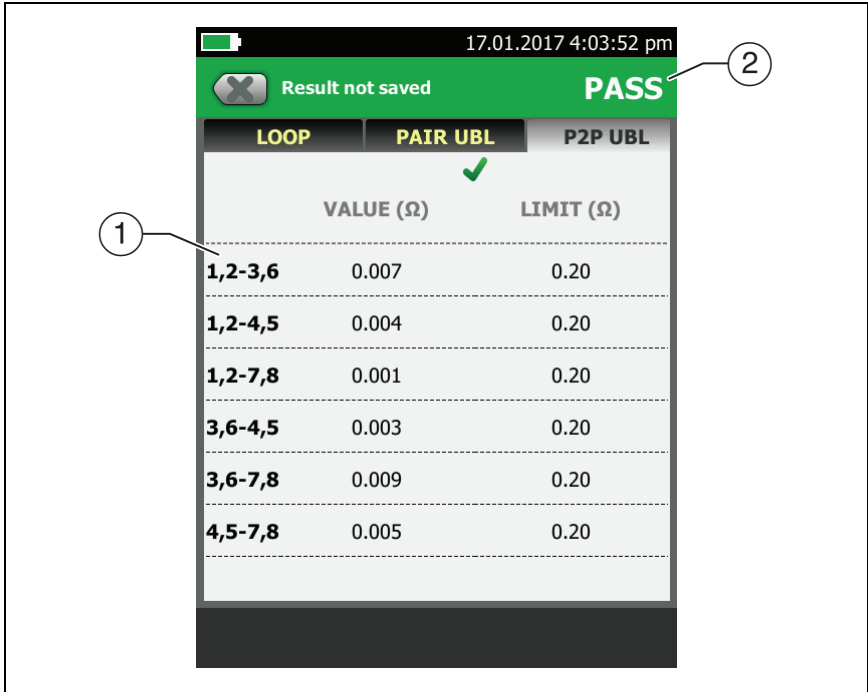 17.01.2017 4:03:52 pm
2
Result not saved PASS
LOOP PAIR UBL P2P UBL
VALUE (Ω) LIMIT (Ω)
1
1,2-3,6 0.007 0.20
1,2-4,5 0.004 0.20
1,2-7,8 0.001 0.20
3,6-4,5 0.003 0.20
3,6-7,8 0.009 0.20
4,5-7,8 0.005 0.20